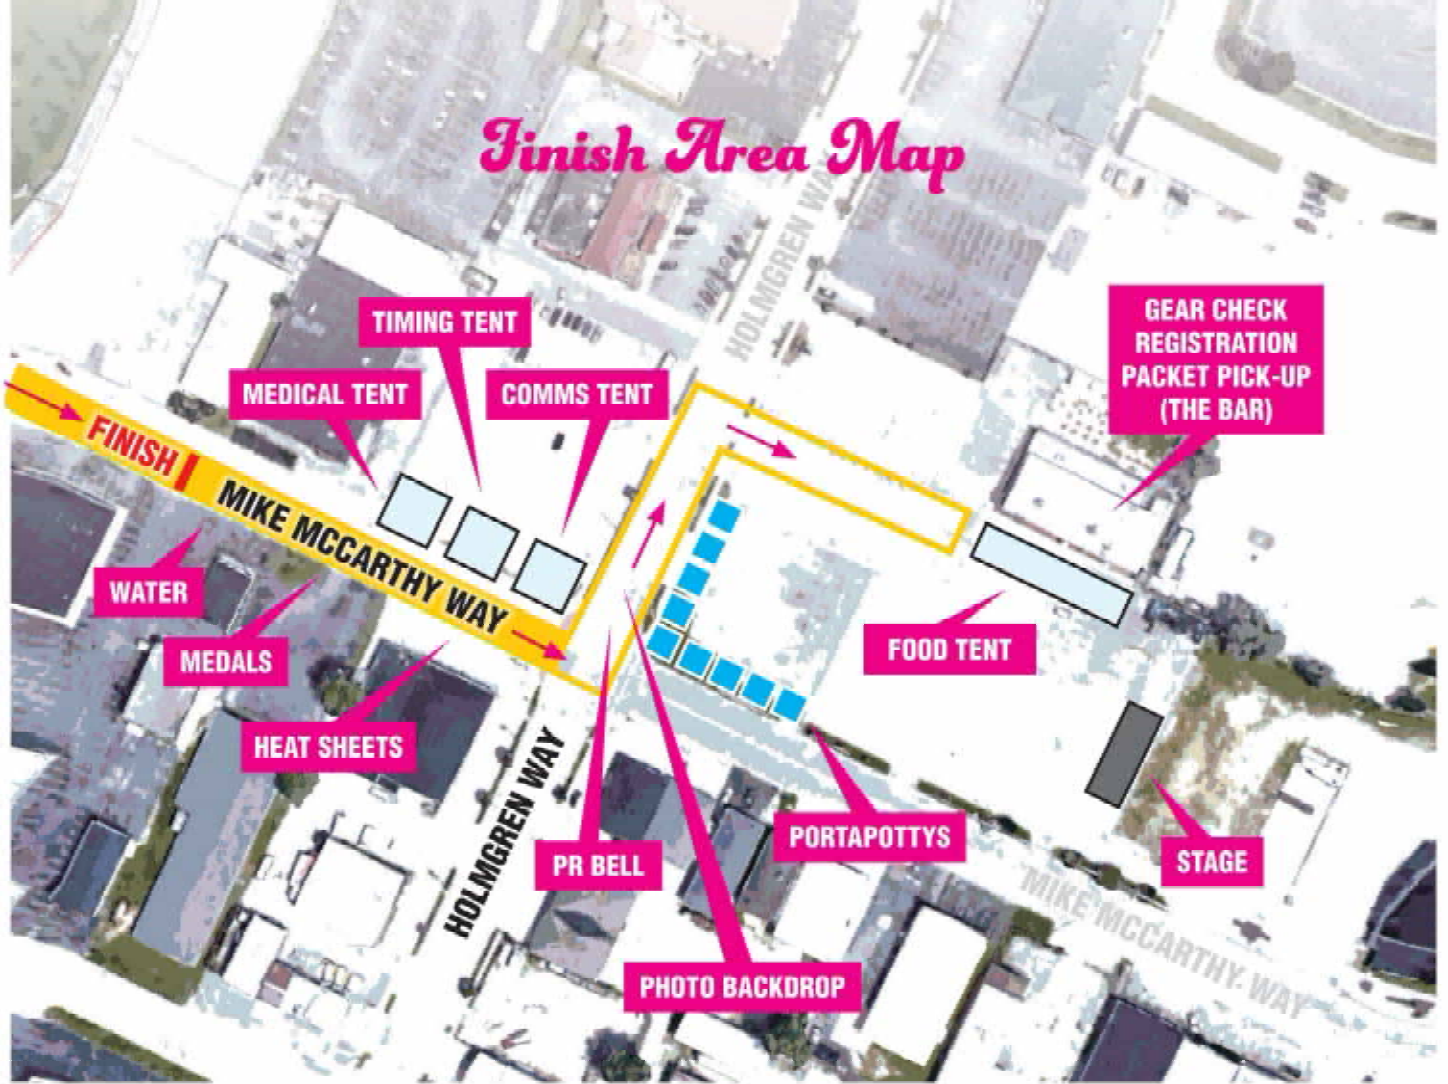 Finish Area Map
HOLMGREN WAY
TIMING TENT
MEDICAL TENT
COMMS TENT
GEAR CHECK
REGISTRATION
PACKET PICK-UP
(THE BAR)
FINISH
MIKE MCCARTHY WAY
WATER
MEDALS
HEAT SHEETS
FOOD TENT
HOLMGREN WAY
PR BELL
PORTAPOTTYS
STAGE
PHOTO BACKDROP
MIKE MCCARTHY WAY